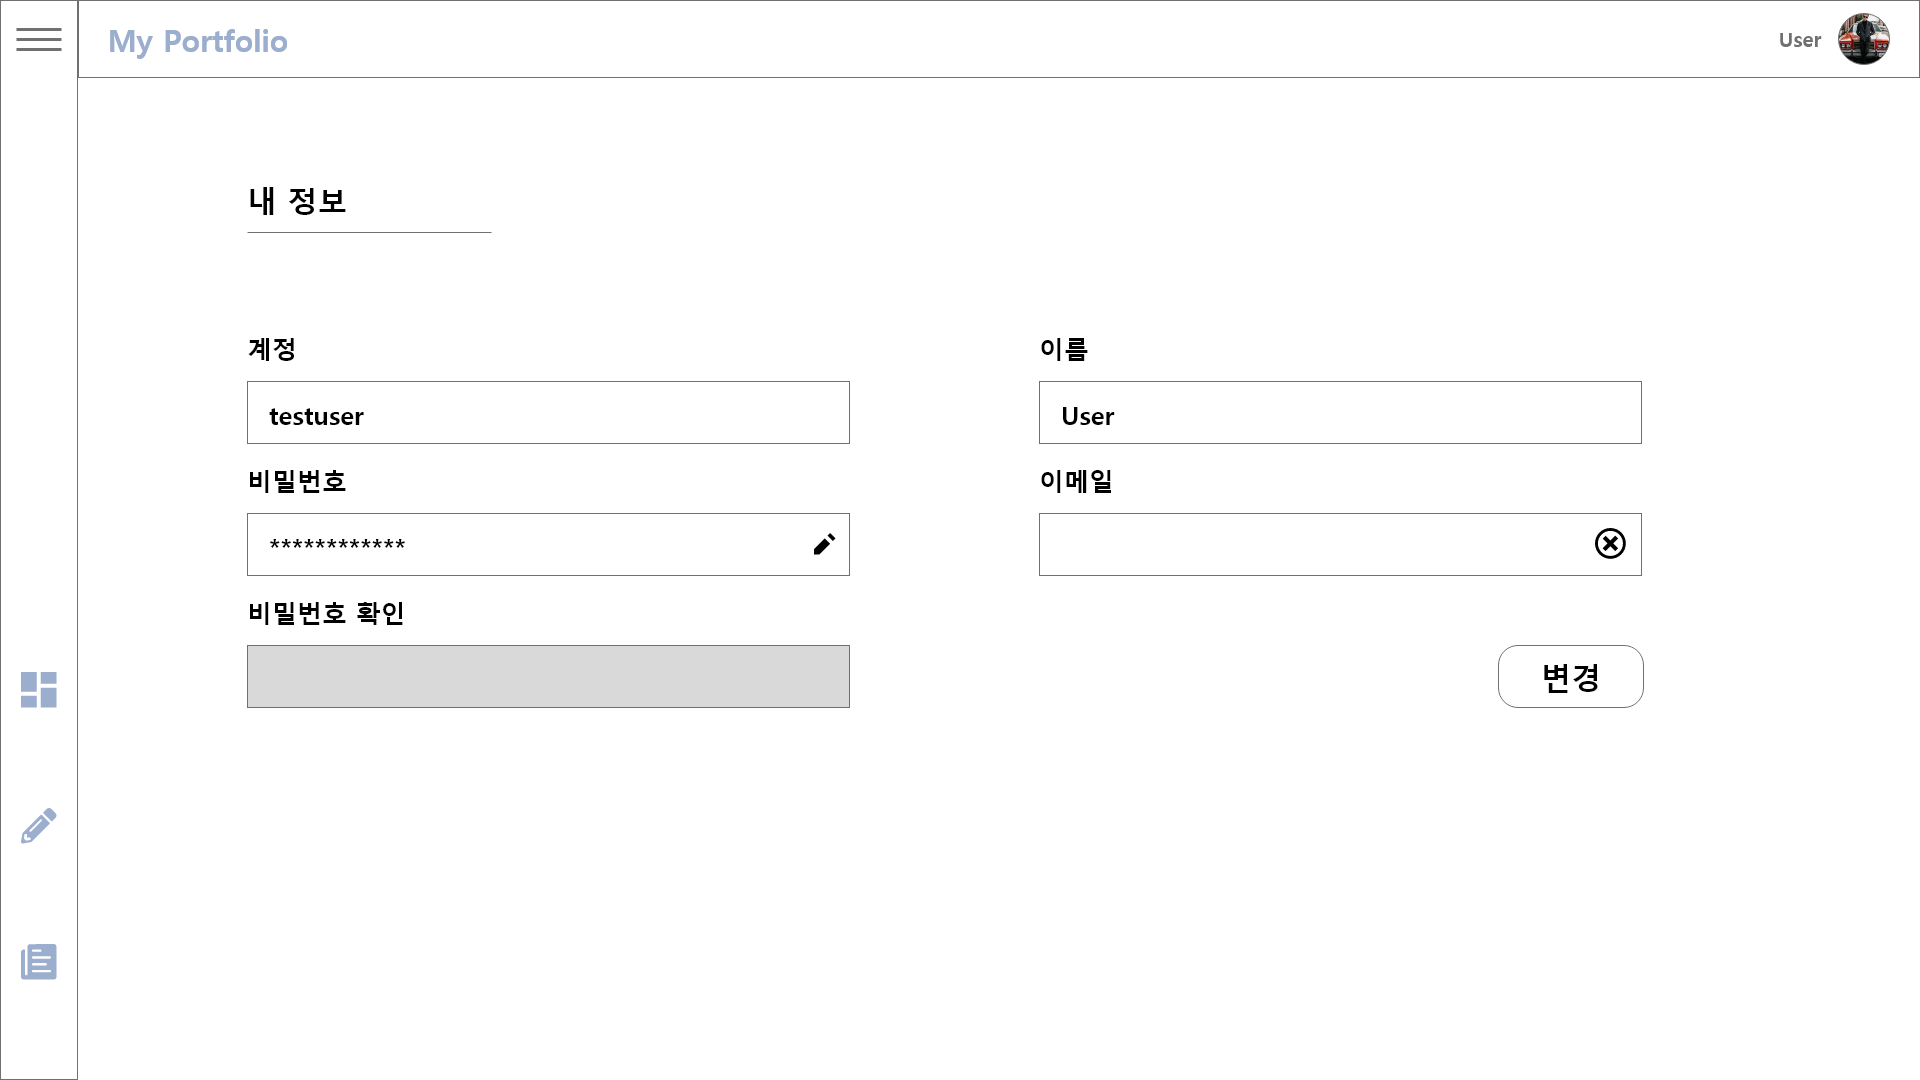 My Portfolio
User
내 정보
계정
testuser
이름
User
비밀번호
************
이메일
비밀번호 확인
변경